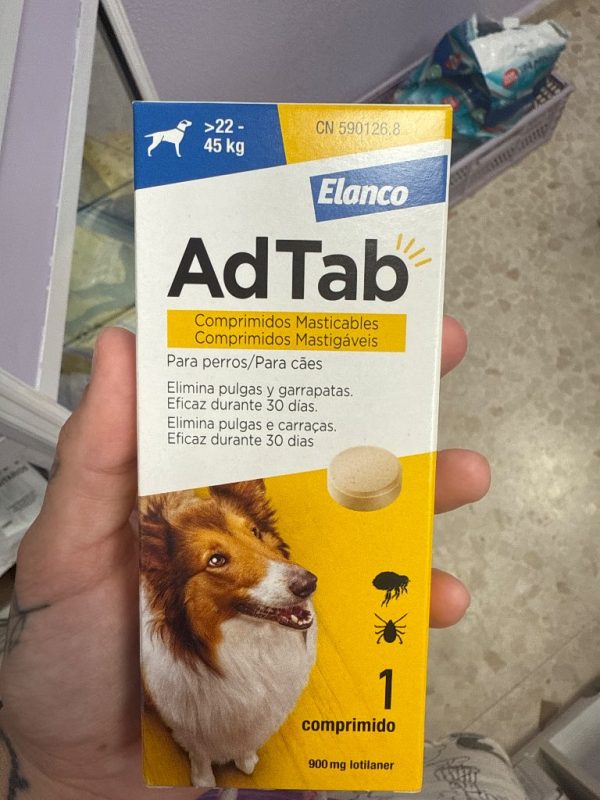 >22 -
45 kg
CN 590126.8
Elanco
AdTab
Comprimidos Masticables
Comprimidos Mastigáveis
Para perros/Para cães
Elimina pulgas y garrapatas.
Eficaz durante 30 días.
Elimina pulgas e carraças.
Eficaz durante 30 dias
1
comprimido
900 mg lotilaner